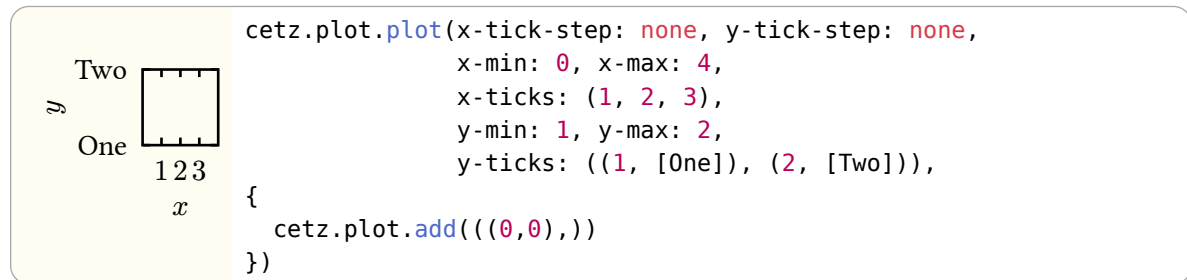 Two
y
One
1 2 3
x
cetz.plot.plot(x-tick-step: none, y-tick-step: none,
               x-min: 0, x-max: 4,
               x-ticks: (1, 2, 3),
               y-min: 1, y-max: 2,
               y-ticks: ((1, [One]), (2, [Two])),
{
  cetz.plot.add(((0,0),))
})